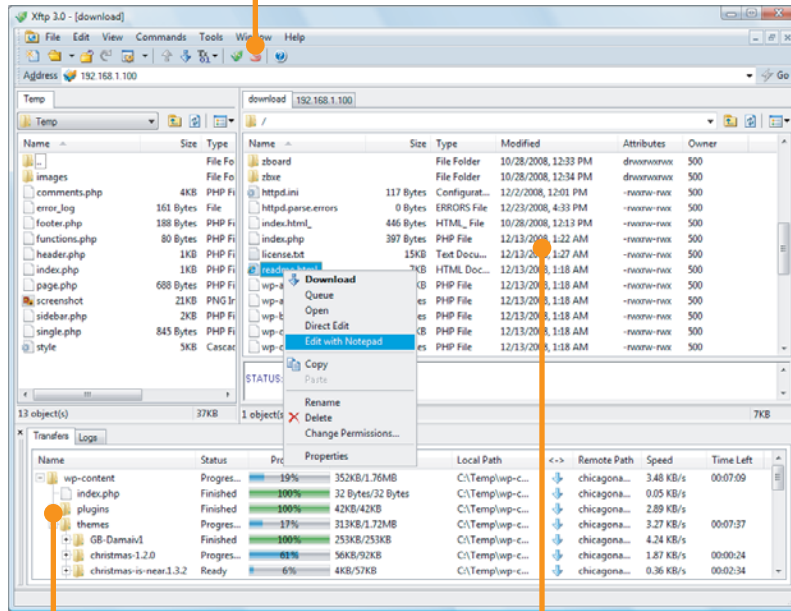 Xftp 3.0 - [download]
File Edit View Commands Tools Window Help
Address 192.168.1.100 Go
Temp
download 192.168.1.100
Temp
/
Name Size Type
Name Size Type Modified Attributes Owner
.. File Fo
images File Fo
comments.php 4KB PHP Fi
error_log 161 Bytes File
footer.php 188 Bytes PHP Fi
functions.php 80 Bytes PHP Fi
header.php 1KB PHP Fi
index.php 1KB PHP Fi
page.php 688 Bytes PHP Fi
screenshot 21KB PNG Ir
sidebar.php 2KB PHP Fi
single.php 845 Bytes PHP Fi
style 5KB Cascac
13 object(s) 37KB
zboard File Folder 10/28/2008, 12:33 PM drwxrwxrwx 500
zbxe File Folder 10/28/2008, 12:34 PM drwxrwxrwx 500
httpd.ini 117 Bytes Configurat... 12/2/2008, 12:01 PM -rwxrw-rwx 500
httpd.parse.errors 0 Bytes ERRORS File 12/23/2008, 4:33 PM -rwxrw-rwx 500
index.html_ 446 Bytes HTML_ File 10/28/2008, 12:13 PM -rwxrw-rwx 500
index.php 397 Bytes PHP File 12/13/2008, 1:22 AM -rwxrw-rwx 500
license.txt 15KB Text Docu... 12/13/2008, 1:27 AM -rwxrw-rwx 500
readme.html 7KB HTML Doc... 12/13/2008, 1:18 AM -rwxrw-rwx 500
wp-a KB PHP File 12/13/2008, 1:18 AM -rwxrw-rwx 500
wp-a es PHP File 12/13/2008, 1:18 AM -rwxrw-rwx 500
wp-b es PHP File 12/13/2008, 1:18 AM -rwxrw-rwx 500
wp-c KB PHP File 12/13/2008, 1:18 AM -rwxrw-rwx 500
wp-c es PHP File 12/13/2008, 1:18 AM -rwxrw-rwx 500
Download
Queue
Open
Direct Edit
Edit with Notepad
Copy
Paste
Rename
Delete
Change Permissions...
Properties
STATUS:
1 object(s 7KB
Transfers Logs
Name Status Pro Local Path <-> Remote Path Speed Time Left
wp-content Progres... 19% 352KB/1.76MB C:\Temp\wp-c... chicagona... 3.48 KB/s 00:07:09
index.php Finished 100% 32 Bytes/32 Bytes C:\Temp\wp-c... chicagona... 0.05 KB/s
plugins Finished 100% 42KB/42KB C:\Temp\wp-c... chicagona... 2.89 KB/s
themes Progres... 17% 313KB/1.72MB C:\Temp\wp-c... chicagona... 3.27 KB/s 00:07:37
GB-Damaiv1 Finished 100% 253KB/253KB C:\Temp\wp-c... chicagona... 4.24 KB/s
christmas-1.2.0 Progres... 61% 56KB/92KB C:\Temp\wp-c... chicagona... 1.87 KB/s 00:00:24
christmas-is-near.1.3.2 Ready 6% 4KB/57KB C:\Temp\wp-c... chicagona... 0.36 KB/s 00:02:34